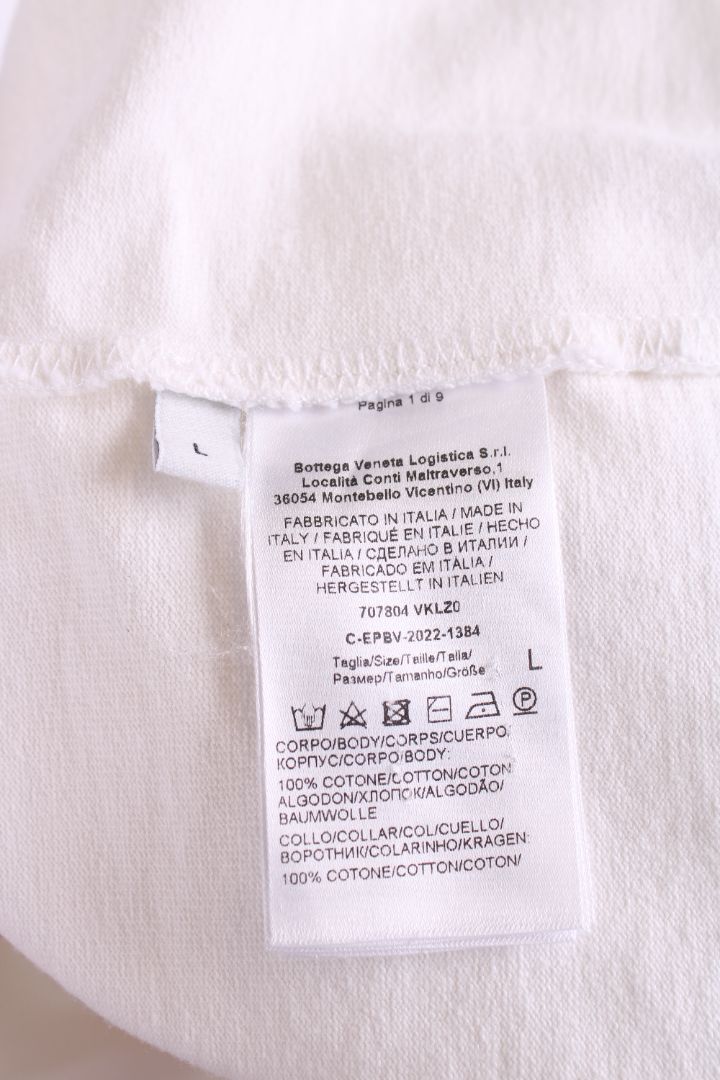 Pagina 1 di 9
L
Bottega Veneta Logistica S.r.l.
Località Conti Maltraverso,1
36054 Montebello Vicentino (VI) Italy
FABBRICATO IN ITALIA / MADE IN
ITALY / FABRIQUÉ EN ITALIE / HECHO
EN ITALIA / СДЕЛАНО В ИТАЛИИ /
FABRICADO EM ITALIA /
HERGESTELLT IN ITALIEN
707804 VKLZ0
C-EPBV-2022-1384
Taglia/Size/Taille/Talla/
Размер/Tamanho/Größe
L
P
CORPO/BODY/CORPS/CUERPO/
КОРПУС/CORPO/BODY:
100% COTONE/COTTON/COTON/
ALGODON/ХЛОПОК/ALGODÃO/
BAUMWOLLE
COLLO/COLLAR/COL/CUELLO/
ВОРОТНИК/COLARINHO/KRAGEN:
100% COTONE/COTTON/COTON/